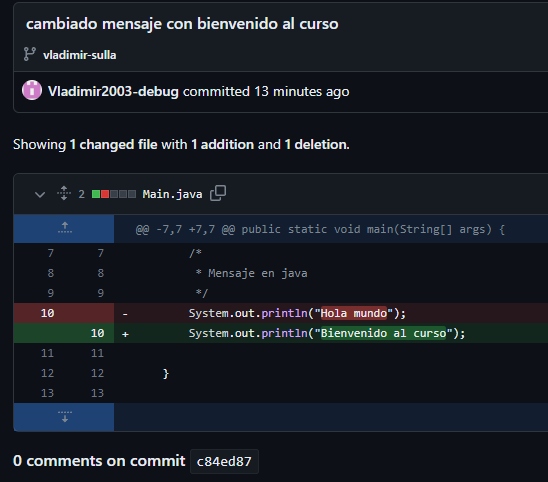 cambiado mensaje con bienvenido al curso
vladimir-sulla
Vladimir2003-debug committed 13 minutes ago
Showing 1 changed file with 1 addition and 1 deletion.
2 Main.java
@@ -7,7 +7,7 @@ public static void main(String[] args) {
7 7 /*
8 8 * Mensaje en java
9 9 */
10 - System.out.println("Hola mundo");
10 + System.out.println("Bienvenido al curso");
11 11
12 12 }
13 13
0 comments on commit c84ed87